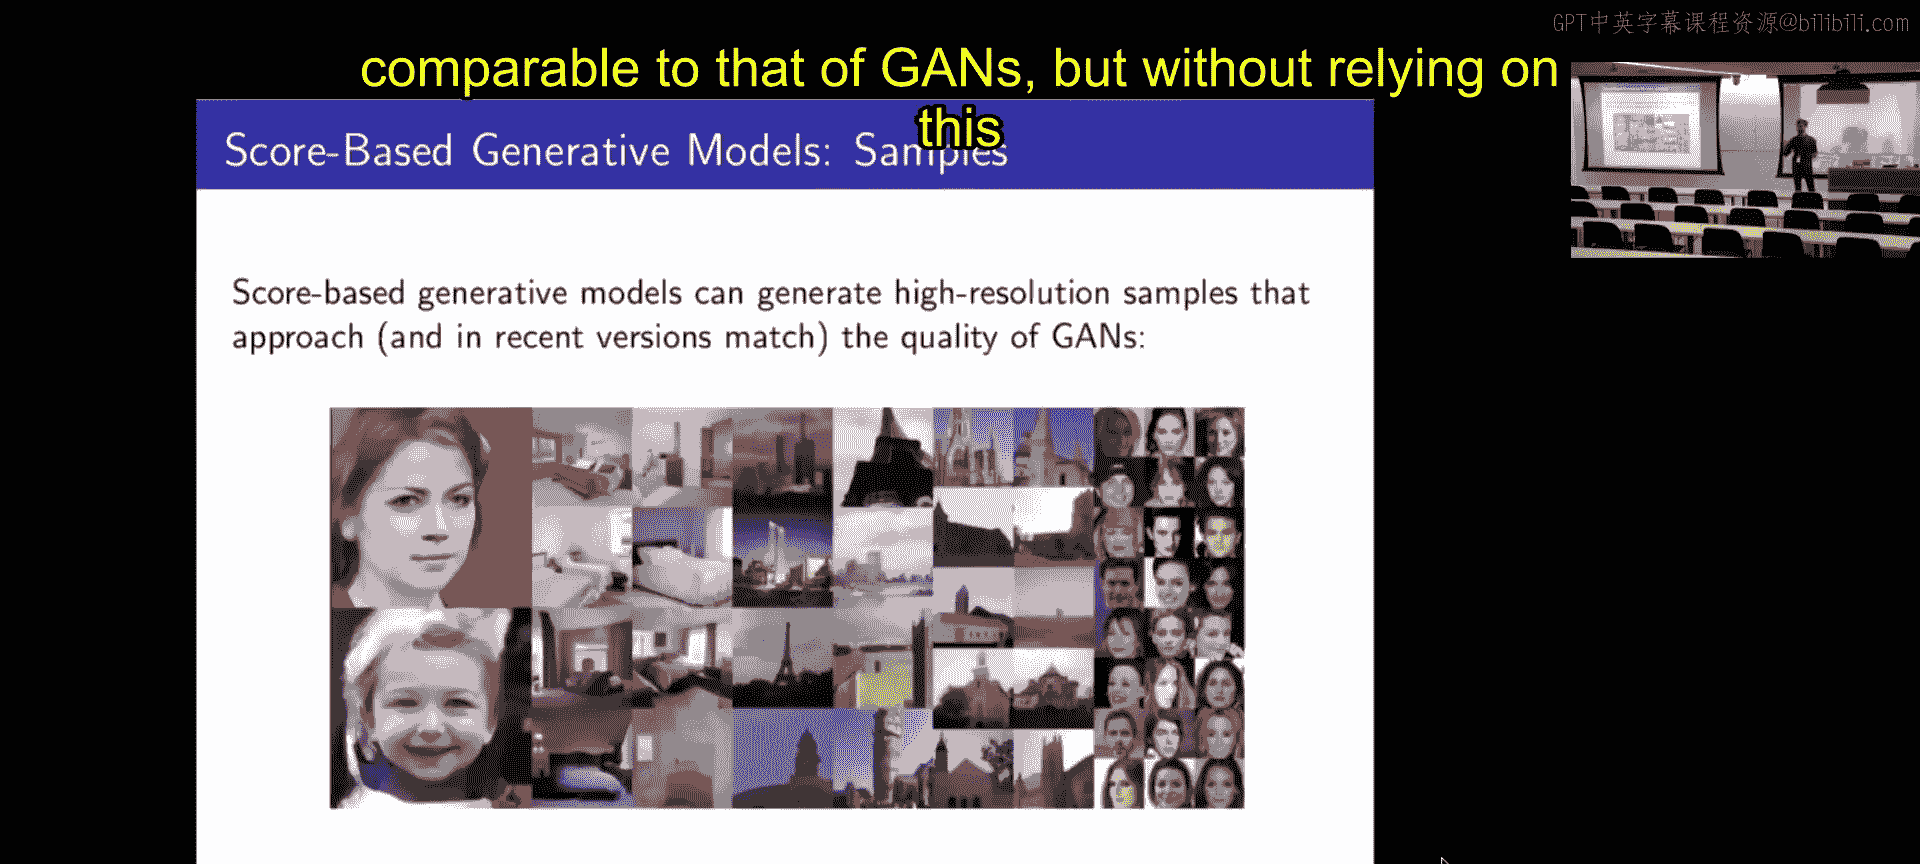 GPT中英字幕课程资源@bilibili.com
comparable to that of GANs, but without relying on
this
Score-Based Generative Models: Samples
Score-based generative models can generate high-resolution samples that
approach (and in recent versions match) the quality of GANs: